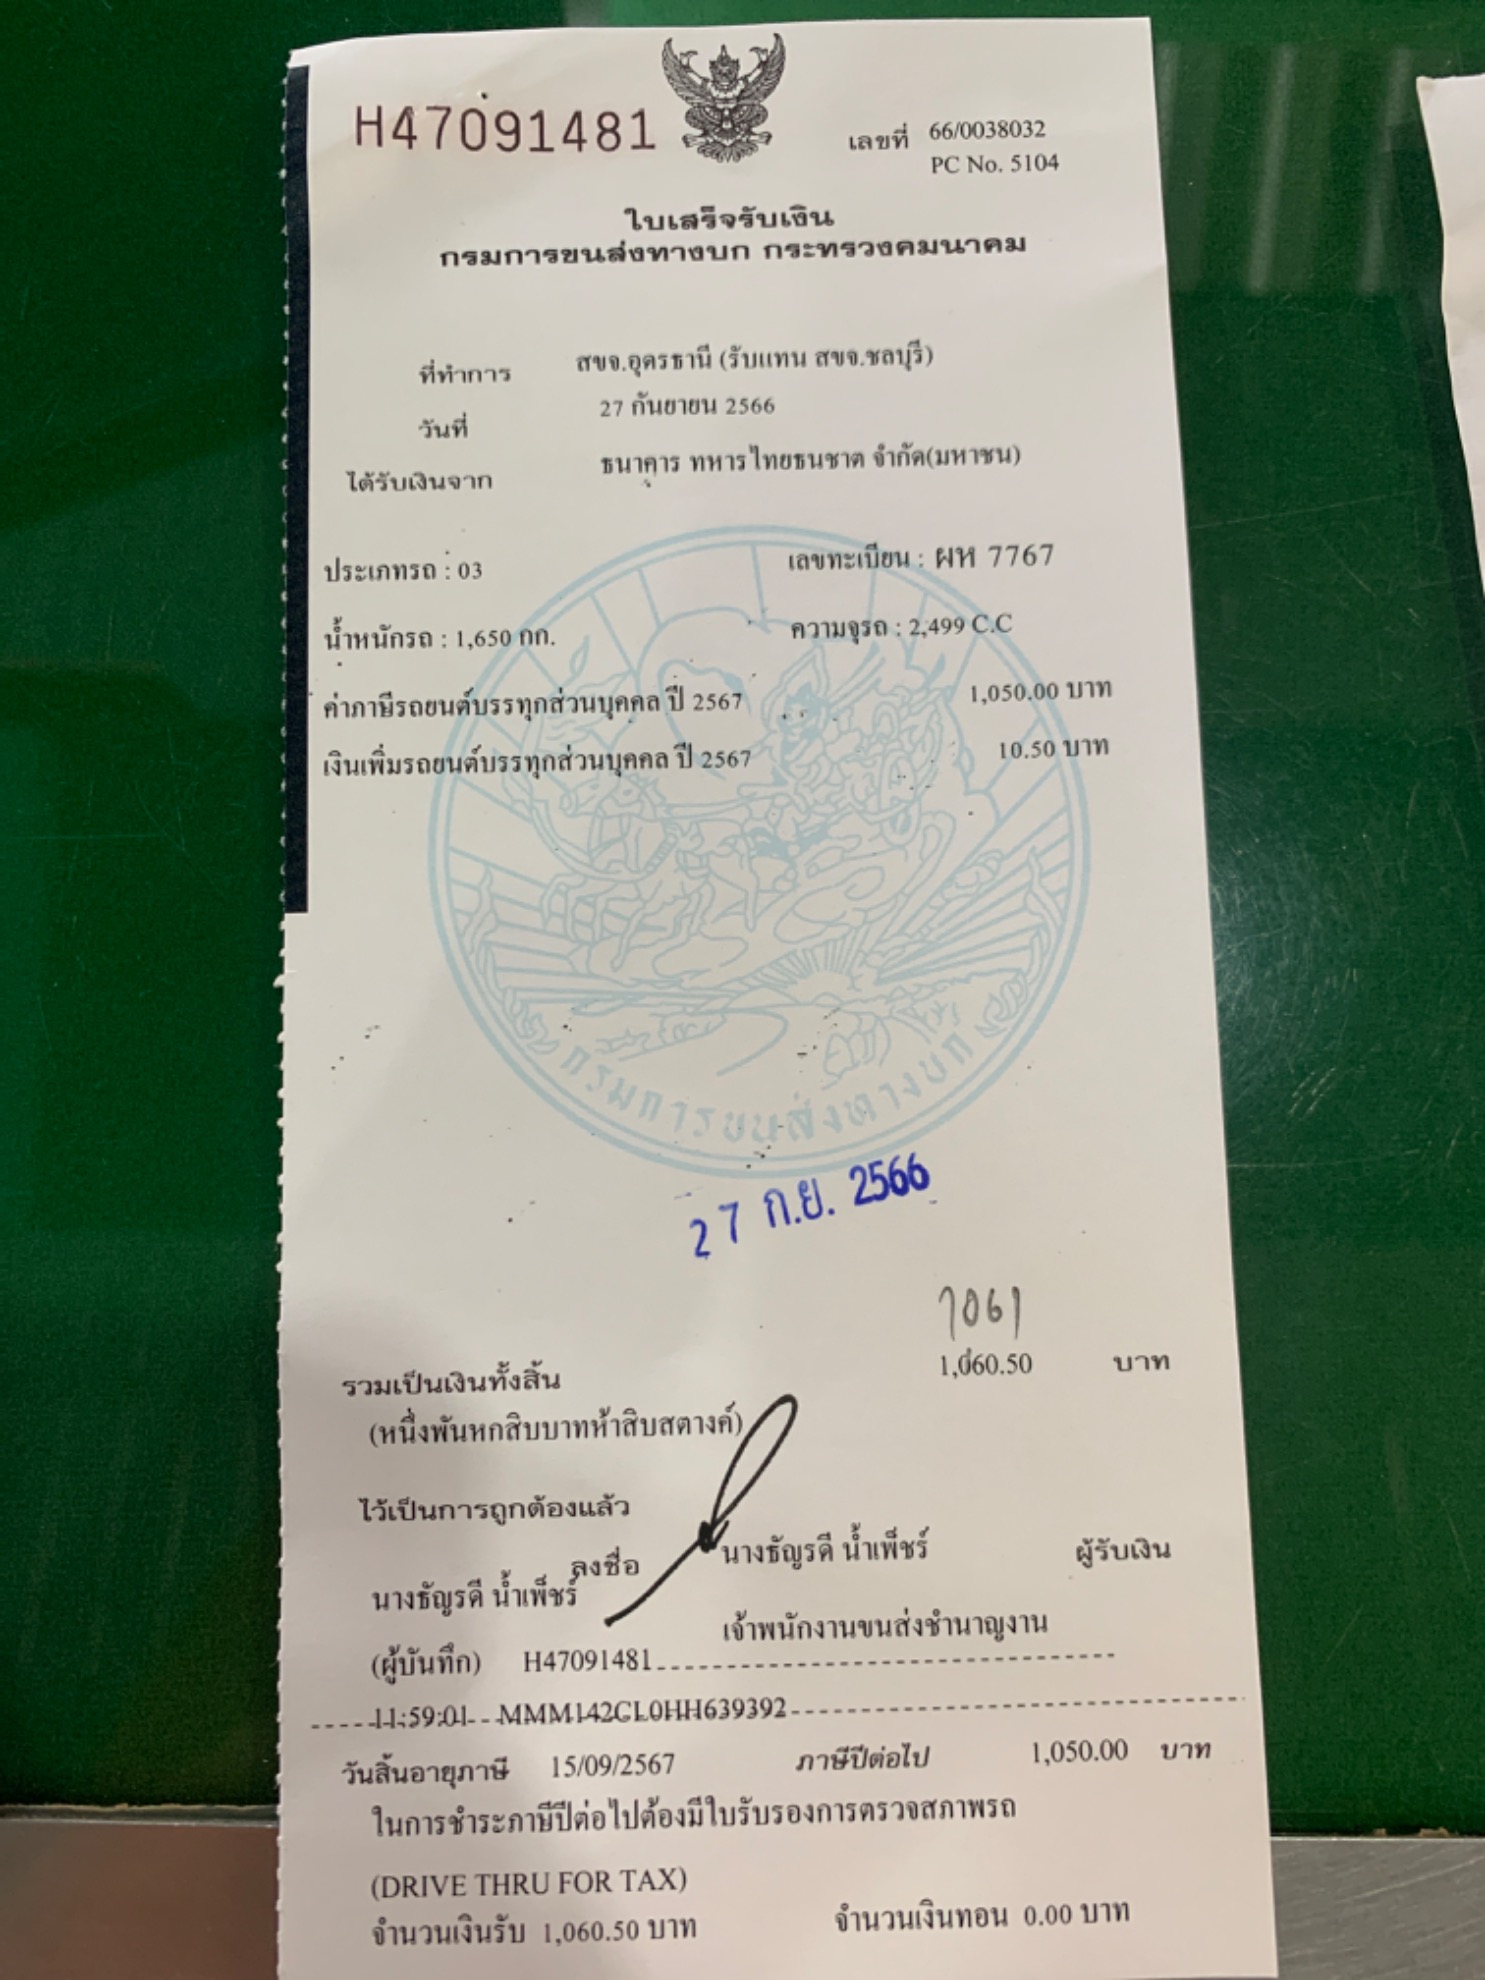 H47091481
เลขที่ 66/0038032
PC No. 5104
ใบเสร็จรับเงิน
กรมการขนส่งทางบก กระทรวงคมนาคม
ที่ทำการ สขจ.อุดรธานี (รับแทน สขจ.ชลบุรี)
วันที่ 27 กันยายน 2566
ได้รับเงินจาก ธนาคาร ทหารไทยธนชาต จำกัด(มหาชน)
ประเภทรถ : 03 เลขทะเบียน : ผห 7767
น้ำหนักรถ : 1,650 กก. ความจุรถ : 2,499 C.C
ค่าภาษีรถยนต์บรรทุกส่วนบุคคล ปี 2567 1,050.00 บาท
เงินเพิ่มรถยนต์บรรทุกส่วนบุคคล ปี 2567 10.50 บาท
กรมการขนส่งทางบก
27 ก.ย. 2566
1061
รวมเป็นเงินทั้งสิ้น 1,060.50 บาท
(หนึ่งพันหกสิบบาทห้าสิบสตางค์)
ไว้เป็นการถูกต้องแล้ว
ลงชื่อ นางธัญรดี น้ำเพ็ชร์ ผู้รับเงิน
นางธัญรดี น้ำเพ็ชร์
เจ้าพนักงานขนส่งชำนาญงาน
(ผู้บันทึก) H47091481
11:59:01 MMM142CL0HH639392
วันสิ้นอายุภาษี 15/09/2567 ภาษีปีต่อไป 1,050.00 บาท
ในการชำระภาษีปีต่อไปต้องมีใบรับรองการตรวจสภาพรถ
(DRIVE THRU FOR TAX)
จำนวนเงินรับ 1,060.50 บาท จำนวนเงินทอน 0.00 บาท